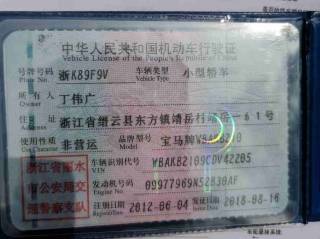 中华人民共和国机动车行驶证
Vehicle License of the People's Republic of China
号牌号码 浙K89F9V 车辆类型 小型轿车
Plate No. Vehicle Type
所有人 丁伟广
Owner
住址 浙江省缙云县东方镇靖岳村 61号
Address
使用性质 非营运 品牌型号 宝马牌
Use Character Model
浙江省丽水 车辆识别代号
VIN
市公安局交 发动机号码
Engine No.
通警察支队 注册日期 2012-06-04 发证日期 2018-08-16
Register Date Issue Date